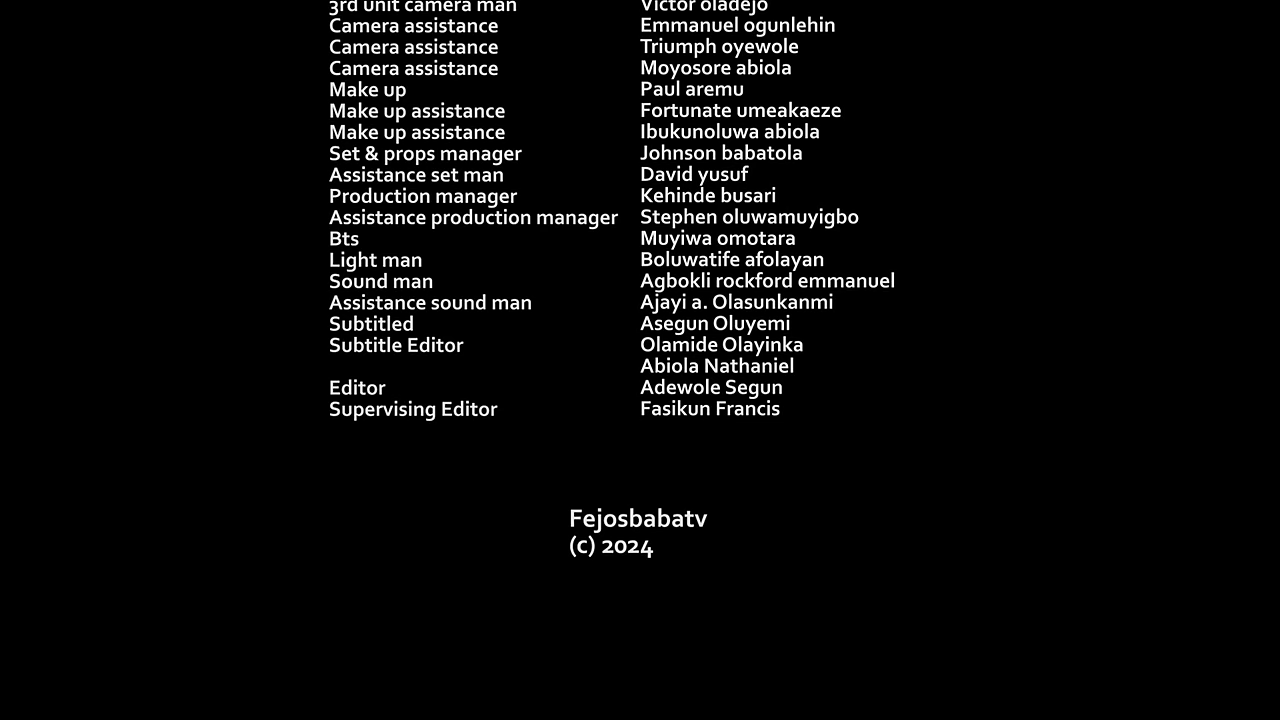 3rd unit camera man Victor oladejo
Camera assistance Emmanuel ogunlehin
Camera assistance Triumph oyewole
Camera assistance Moyosore abiola
Make up Paul aremu
Make up assistance Fortunate umeakaeze
Make up assistance Ibukunoluwa abiola
Set & props manager Johnson babatola
Assistance set man David yusuf
Production manager Kehinde busari
Assistance production manager Stephen oluwamuyigbo
Bts Muyiwa omotara
Light man Boluwatife afolayan
Sound man Agbokli rockford emmanuel
Assistance sound man Ajayi a. Olasunkanmi
Subtitled Asegun Oluyemi
Subtitle Editor Olamide Olayinka
Abiola Nathaniel
Editor Adewole Segun
Supervising Editor Fasikun Francis
Fejosbabatv
(c) 2024